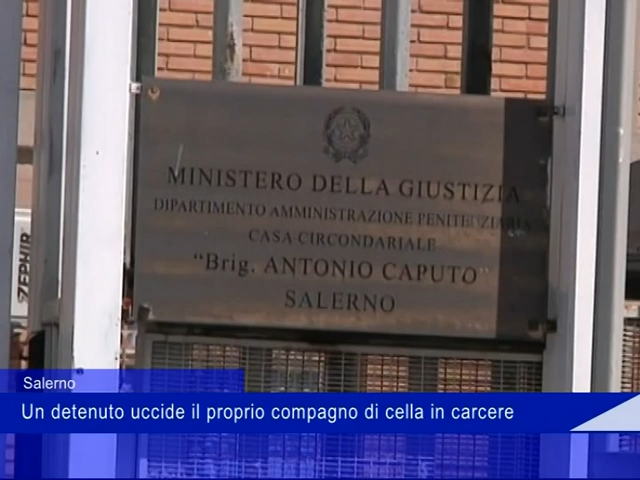 MINISTERO DELLA GIUSTIZIA
DIPARTIMENTO AMMINISTRAZIONE PENITENZIARIA
CASA CIRCONDARIALE
"Brig. ANTONIO CAPUTO"
SALERNO
ZEPHIR
Salerno
Un detenuto uccide il proprio compagno di cella in carcere